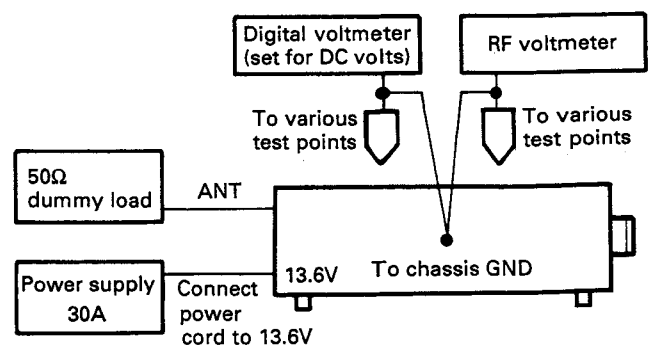 Digital voltmeter
(set for DC volts)
RF voltmeter
To various
test points
To various
test points
50Ω
dummy load
ANT
Power supply
30A
Connect
power
cord to 13.6V
13.6V
To chassis GND